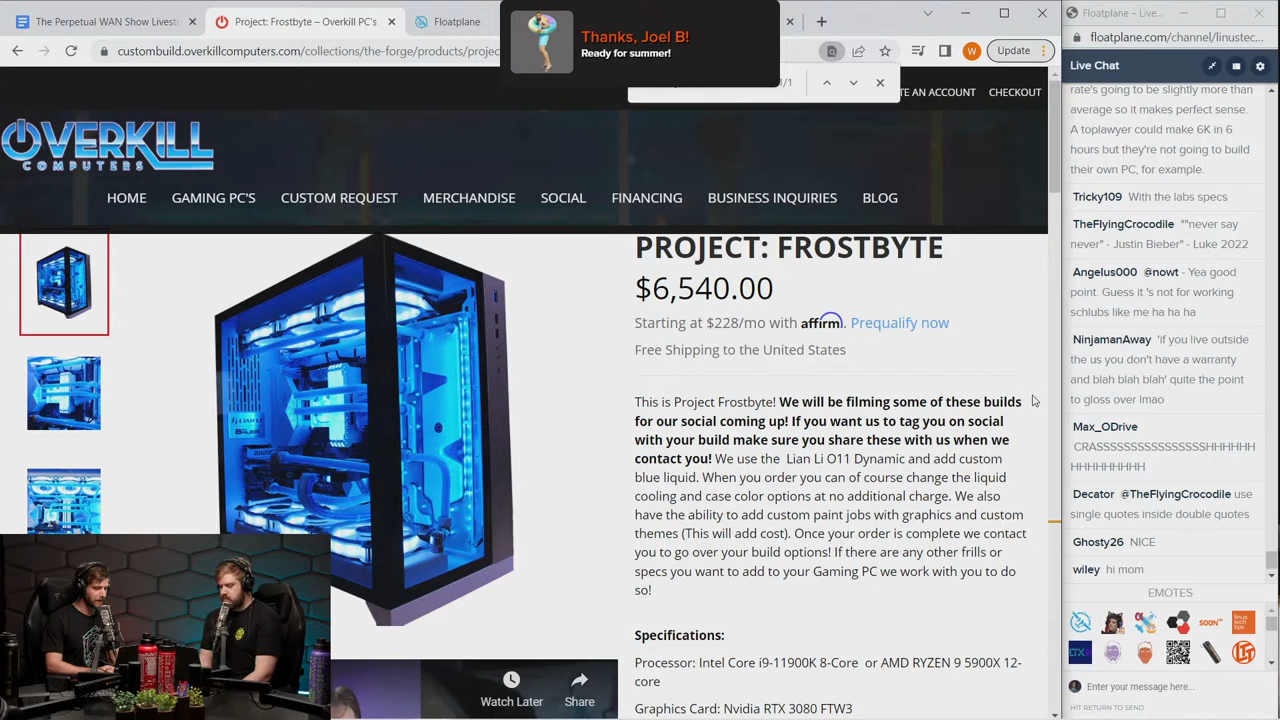 The Perpetual WAN Show Livest
Project: Frostbyte – Overkill PC's
Floatplane
Thanks, Joel B!
Ready for summer!
Floatplane – Live...
custombuild.overkillcomputers.com/collections/the-forge/products/projec
W
Update
floatplane.com/channel/linustec...
/1
TE AN ACCOUNT
CHECKOUT
OVERKILL
COMPUTERS
HOME
GAMING PC'S
CUSTOM REQUEST
MERCHANDISE
SOCIAL
FINANCING
BUSINESS INQUIRIES
BLOG
PROJECT: FROSTBYTE
$6,540.00
Starting at $228/mo with affirm. Prequalify now
Free Shipping to the United States
This is Project Frostbyte! We will be filming some of these builds
for our social coming up! If you want us to tag you on social
with your build make sure you share these with us when we
contact you! We use the Lian Li O11 Dynamic and add custom
blue liquid. When you order you can of course change the liquid
cooling and case color options at no additional charge. We also
have the ability to add custom paint jobs with graphics and custom
themes (This will add cost). Once your order is complete we contact
you to go over your build options! If there are any other frills or
specs you want to add to your Gaming PC we work with you to do
so!
Specifications:
Processor: Intel Core i9-11900K 8-Core or AMD RYZEN 9 5900X 12-
core
Graphics Card: Nvidia RTX 3080 FTW3
Watch Later
Share
Live Chat
rate's going to be slightly more than
average so it makes perfect sense.
A toplawyer could make 6K in 6
hours but they're not going to build
their own PC, for example.
Tricky109 With the labs specs
TheFlyingCrocodile ""never say
never" - Justin Bieber" - Luke 2022
Angelus000 @nowt - Yea good
point. Guess it 's not for working
schlubs like me ha ha ha
NinjamanAway 'if you live outside
the us you don't have a warranty
and blah blah blah' quite the point
to gloss over lmao
Max_ODrive
CRASSSSSSSSSSSSSHHHHHHH
HHHHHHHHHHH
Decator @TheFlyingCrocodile use
single quotes inside double quotes
Ghosty26 NICE
wiley hi mom
EMOTES
SOON
LTX
Enter your message here...
HIT RETURN TO SEND